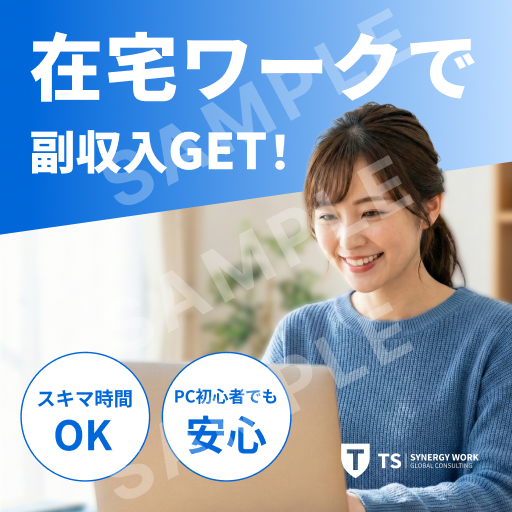 在宅ワークで
副収入GET!
SAMPLE
SAMPLE
SAMPLE
スキマ時間
OK
PC初心者でも
安心
T TS SYNERGY WORK
GLOBAL CONSULTING